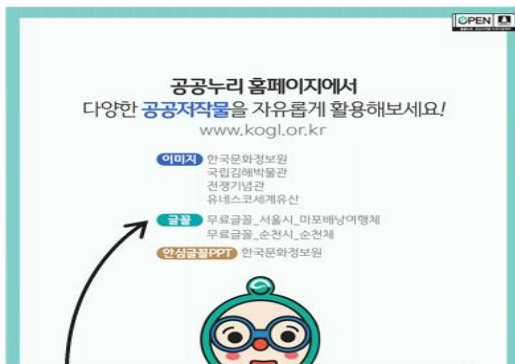 OPEN
공공누리 홈페이지에서
다양한 공공저작물을 자유롭게 활용해보세요!
www.kogl.or.kr
이미지 한국문화정보원
국립김해박물관
전쟁기념관
유네스코세계유산
글꼴 무료글꼴_서울시_마포배낭여행체
무료글꼴_순천시_순천체
안심글꼴PPT 한국문화정보원